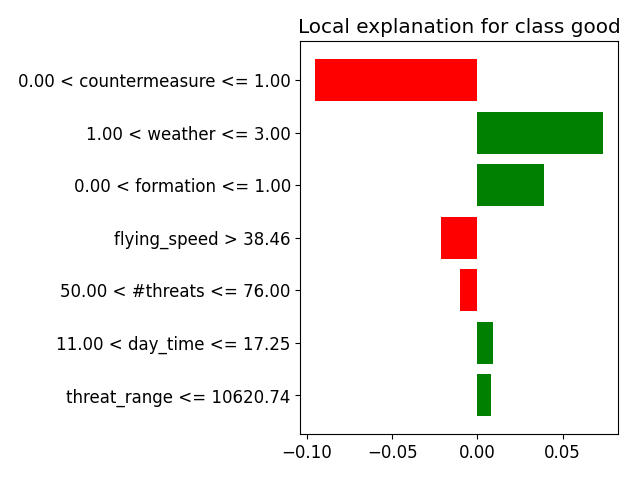 Local explanation for class good
0.00 < countermeasure <= 1.00
1.00 < weather <= 3.00
0.00 < formation <= 1.00
flying_speed > 38.46
50.00 < #threats <= 76.00
11.00 < day_time <= 17.25
threat_range <= 10620.74
−0.10 −0.05 0.00 0.05